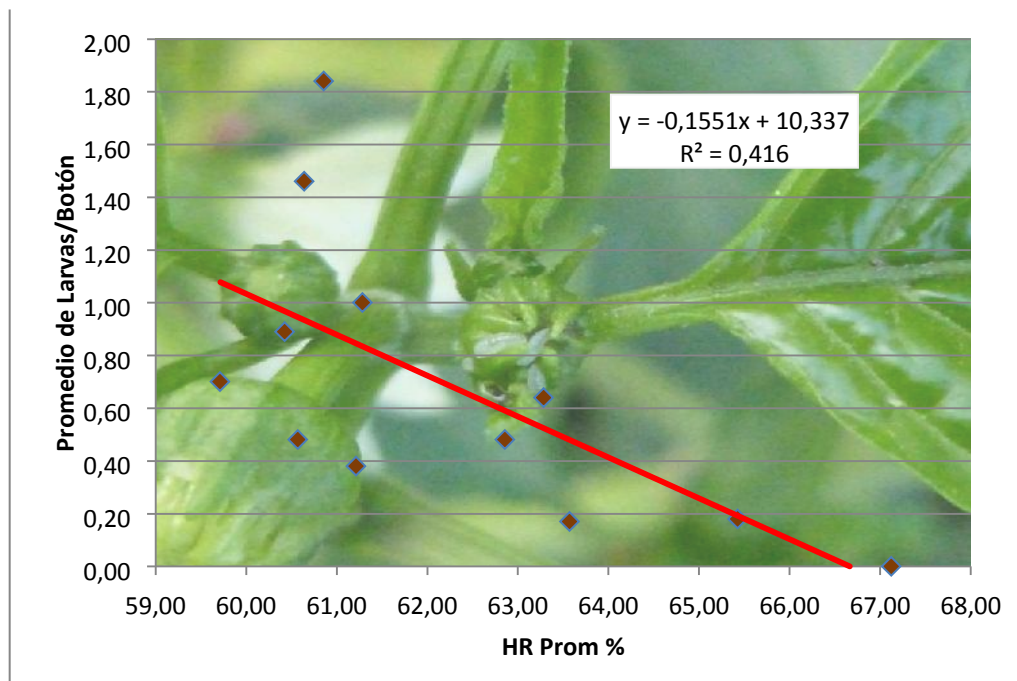 2,00
1,80
1,60
1,40
1,20
1,00
0,80
0,60
0,40
0,20
0,00
Promedio de Larvas/Botón
y = -0,1551x + 10,337
R² = 0,416
59,00 60,00 61,00 62,00 63,00 64,00 65,00 66,00 67,00 68,00
HR Prom %